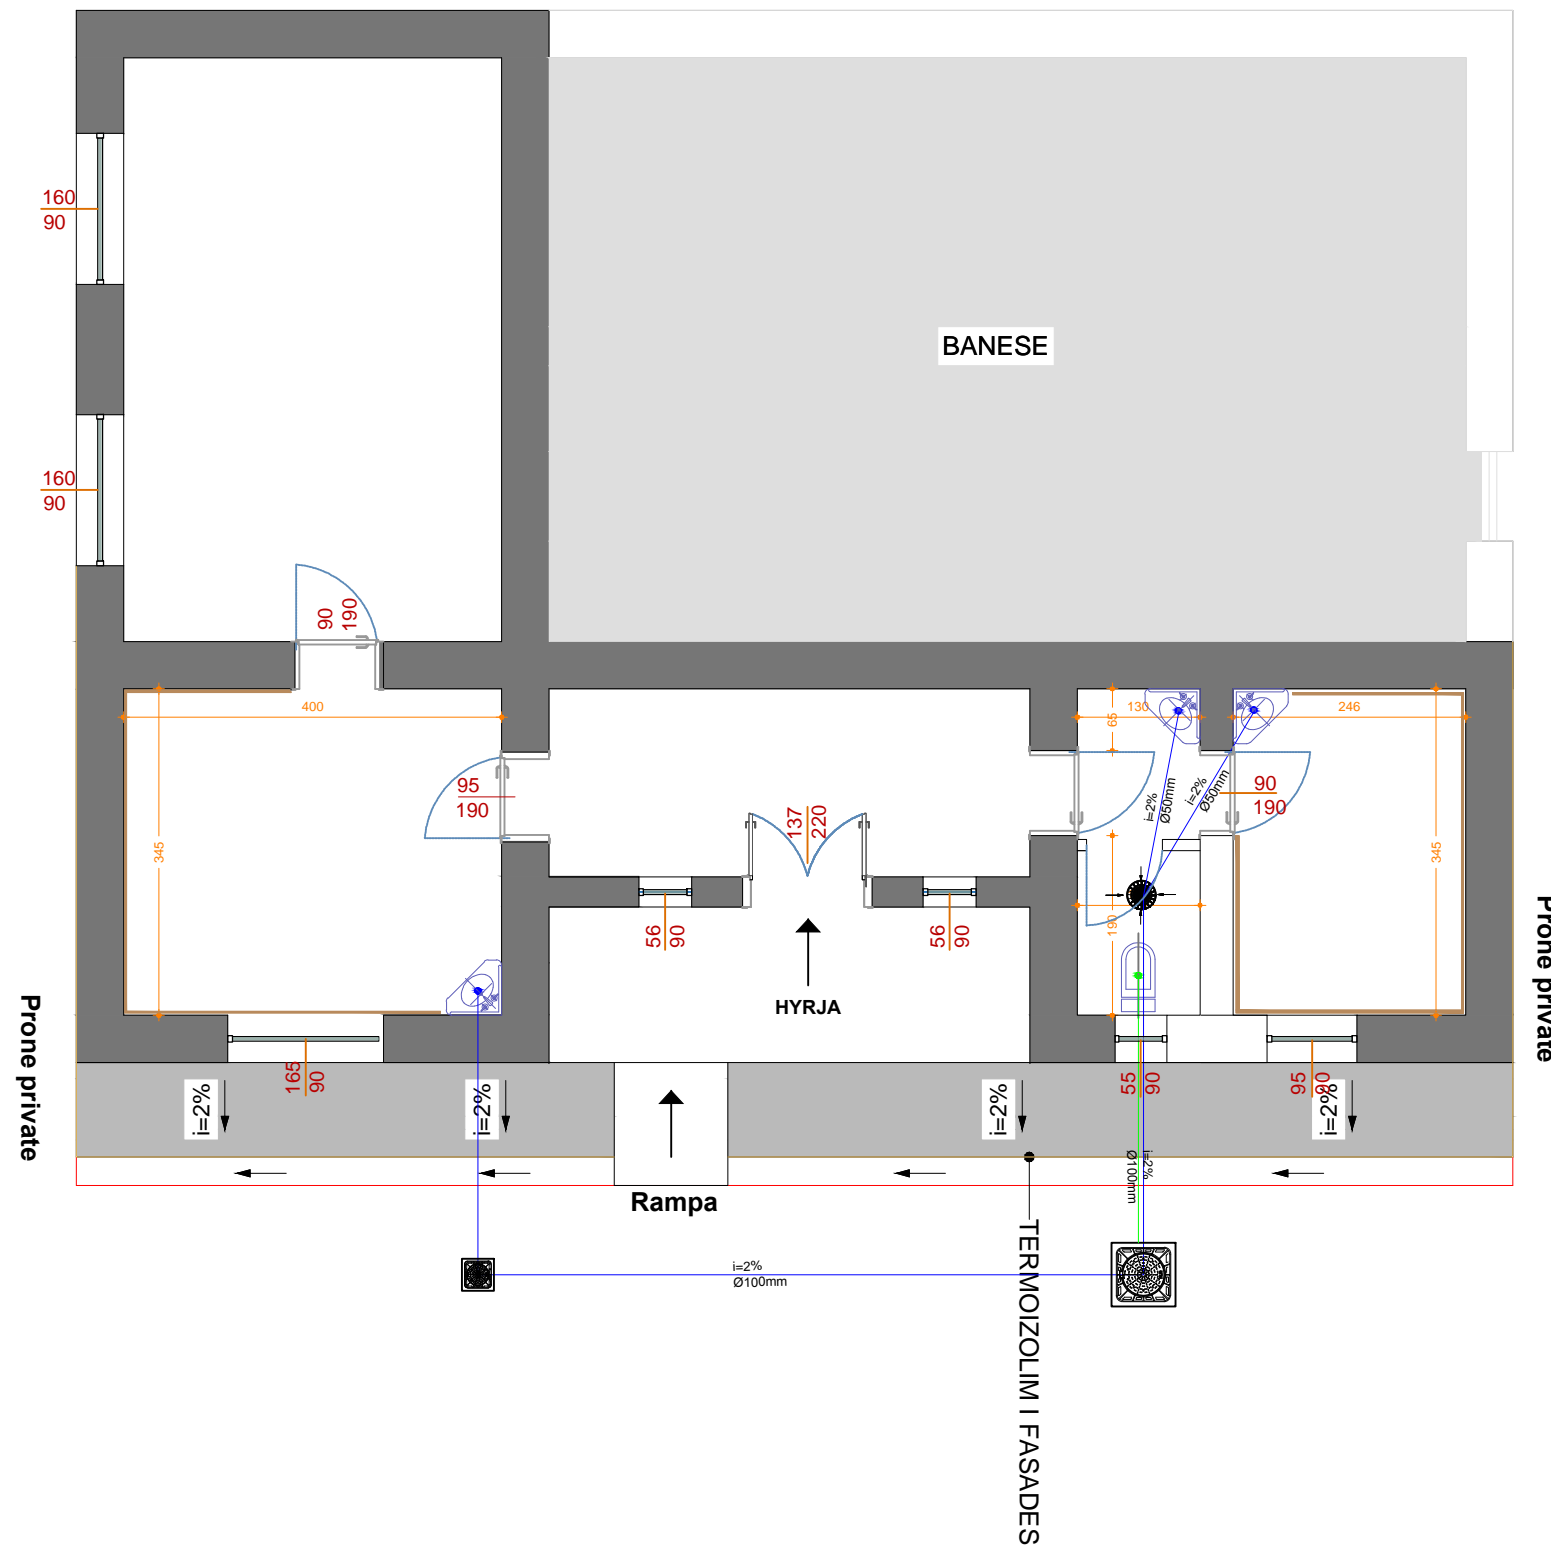 BANESE
160
90
160
90
90
190
400
130
246
65
95
190
345
137
220
i=2%
Ø50mm
i=2%
Ø50mm
90
190
345
56
90
56
90
190
HYRJA
Prone private
Prone private
165
90
55
90
95
90
i=2%
i=2%
i=2%
i=2%
i=2%
Ø100mm
Rampa
TERMOIZOLIM I FASADES
i=2%
Ø100mm